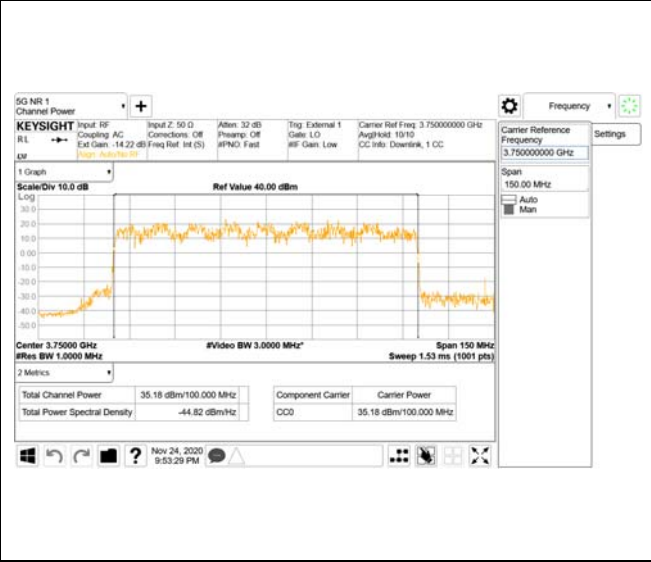 5G NR 1
Channel Power
+
Frequency
KEYSIGHT Input: RF Input Z: 50 Ω Atten: 32 dB Trig: External 1 Carrier Ref Freq: 3.750000000 GHz
RL Coupling: AC Corrections: Off Preamp: Off Gate: LO Avg|Hold: 10/10
Ext Gain: -14.22 dB Freq Ref: Int (S) #PNO: Fast #IF Gain: Low CC Info: Downlink, 1 CC
Align: Auto/No RF
Carrier Reference
Frequency
3.750000000 GHz
Settings
Span
150.00 MHz
Auto
Man
1 Graph
Scale/Div 10.0 dB Ref Value 40.00 dBm
Log
30.0
20.0
10.0
0.00
-10.0
-20.0
-30.0
-40.0
-50.0
Center 3.75000 GHz #Video BW 3.0000 MHz* Span 150 MHz
#Res BW 1.0000 MHz Sweep 1.53 ms (1001 pts)
2 Metrics
Total Channel Power 35.18 dBm/100.000 MHz Component Carrier Carrier Power
Total Power Spectral Density -44.82 dBm/Hz CC0 35.18 dBm/100.000 MHz
? Nov 24, 2020
9:53:29 PM